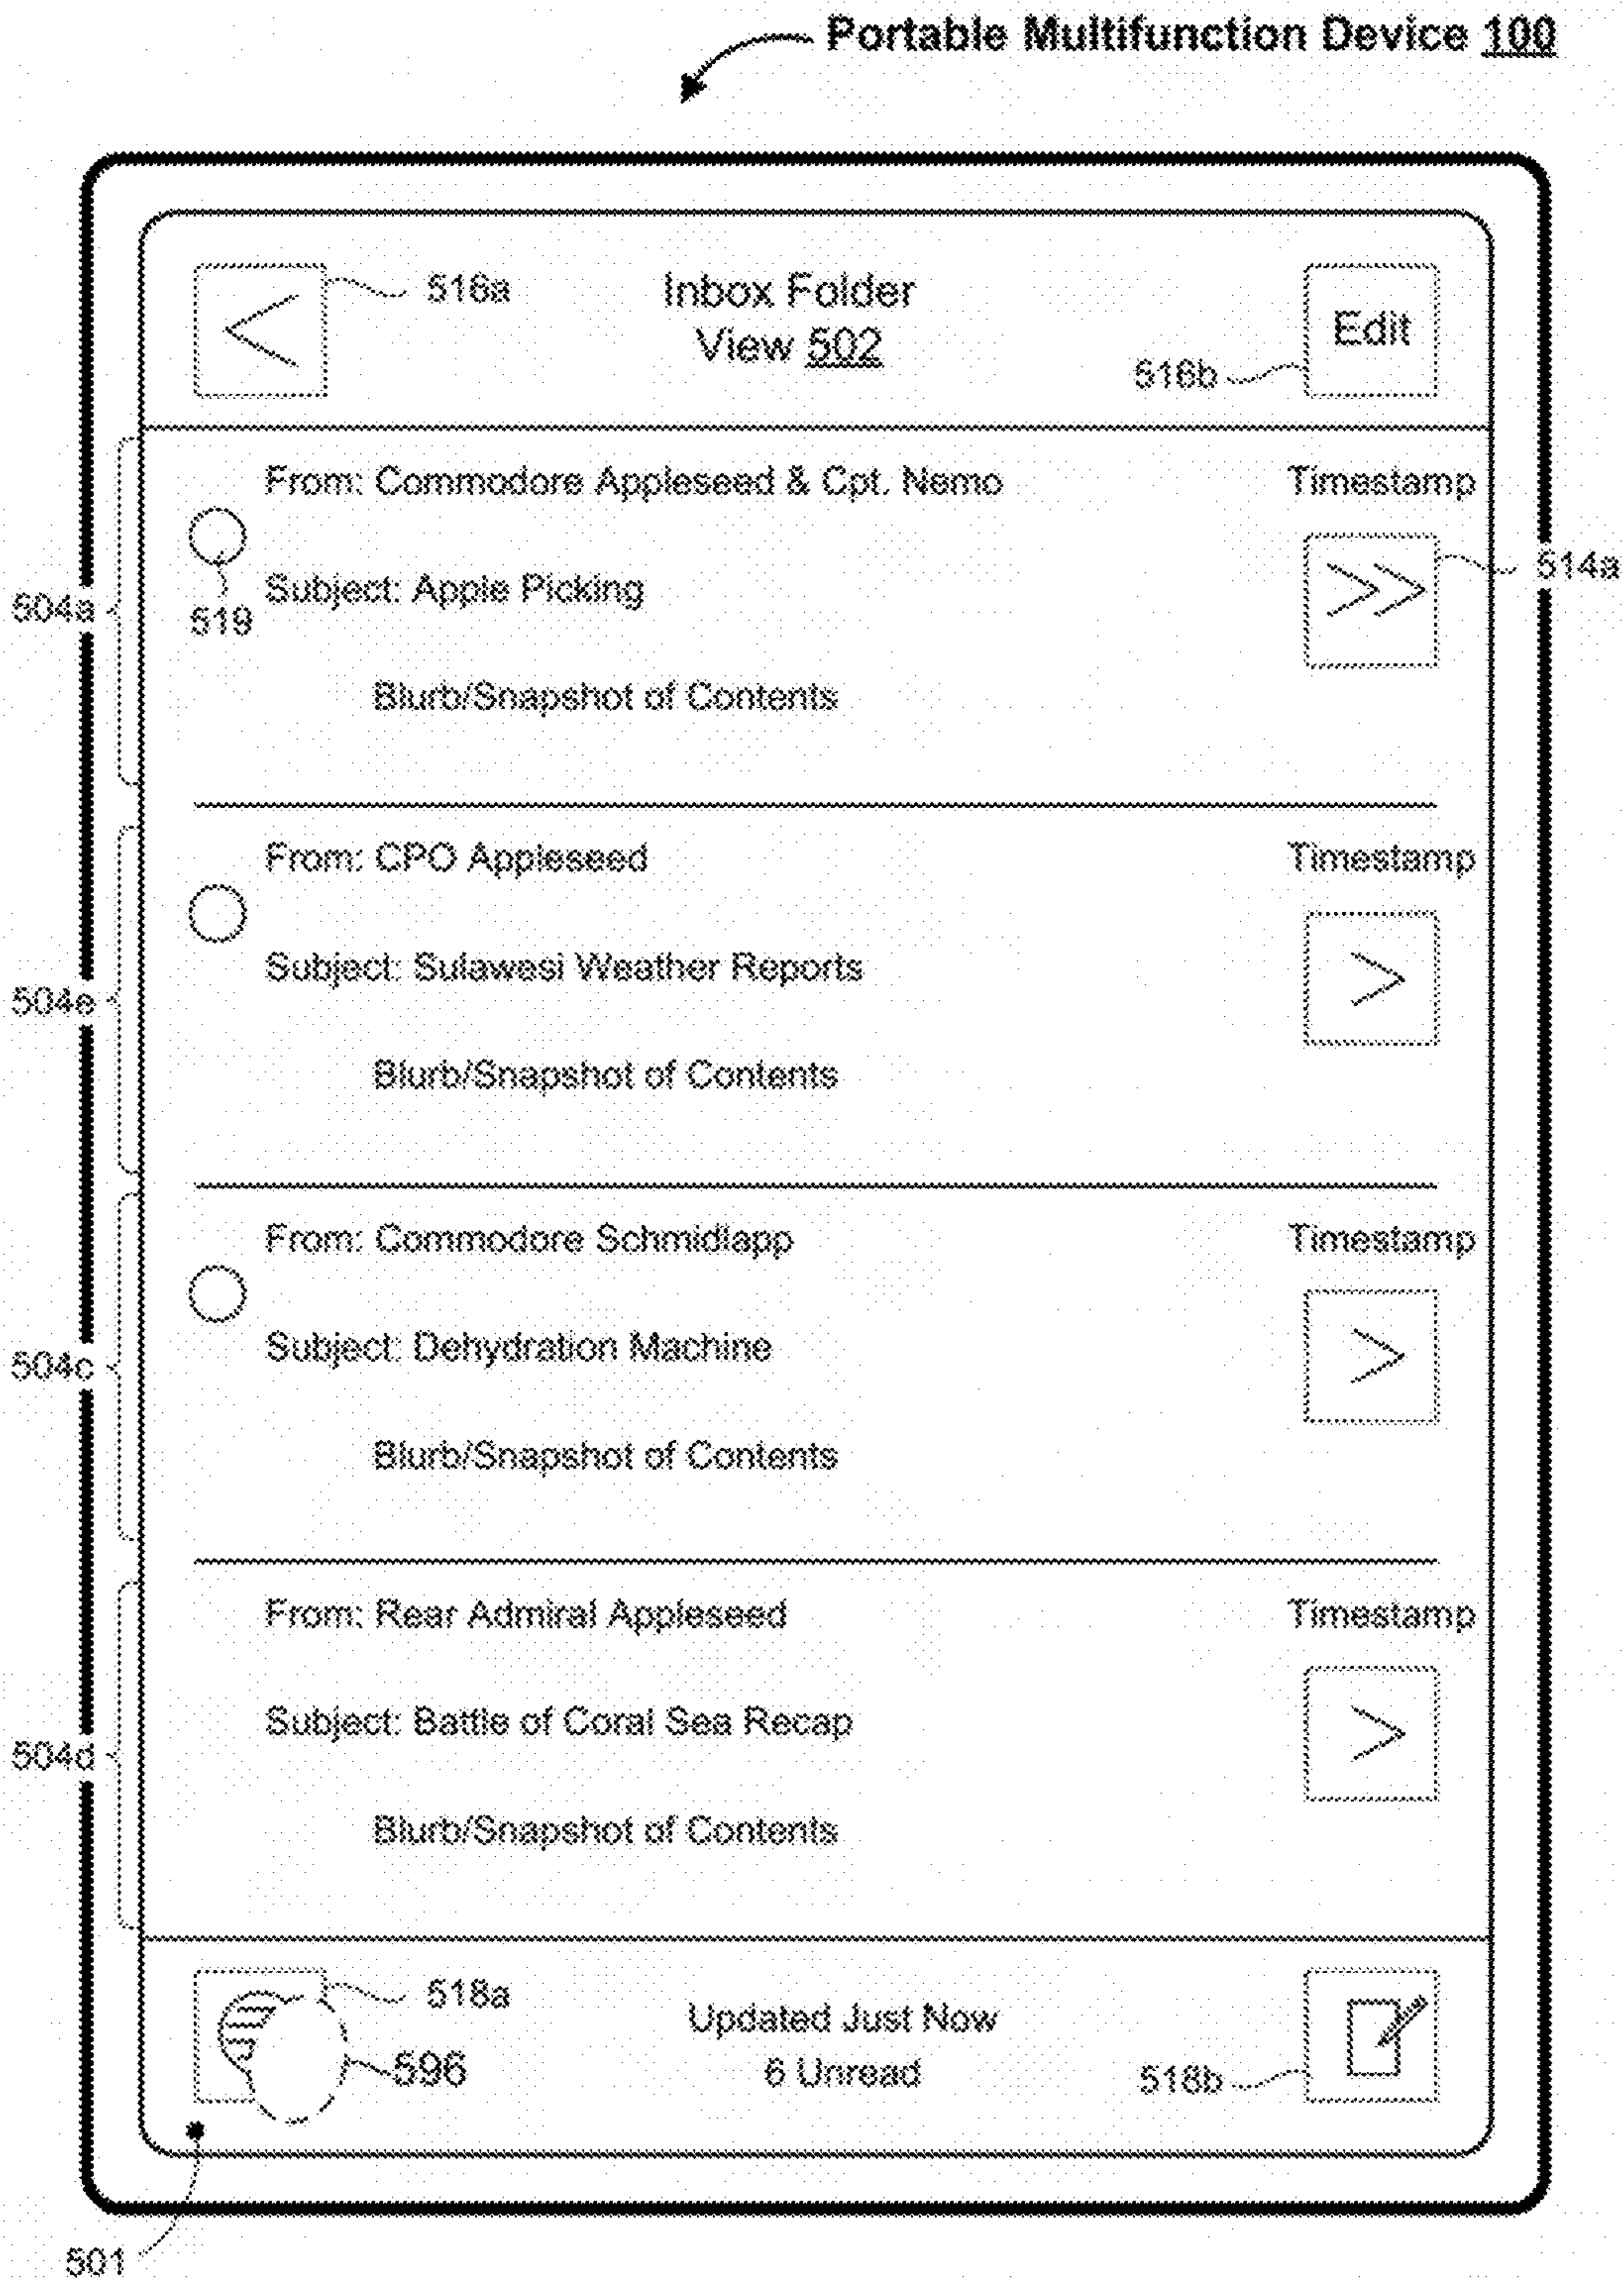 Portable Multifunction Device 100
516a
Inbox Folder
View 502
Edit
516b
From: Commodore Appleseed & Cpt. Nemo
Timestamp
514a
504a
519
Subject: Apple Picking
Blurb/Snapshot of Contents
From: CPO Appleseed
Timestamp
504e
Subject: Sulawesi Weather Reports
Blurb/Snapshot of Contents
From: Commodore Schmidlapp
Timestamp
504c
Subject: Dehydration Machine
Blurb/Snapshot of Contents
From: Rear Admiral Appleseed
Timestamp
504d
Subject: Battle of Coral Sea Recap
Blurb/Snapshot of Contents
518a
596
Updated Just Now
6 Unread
518b
501